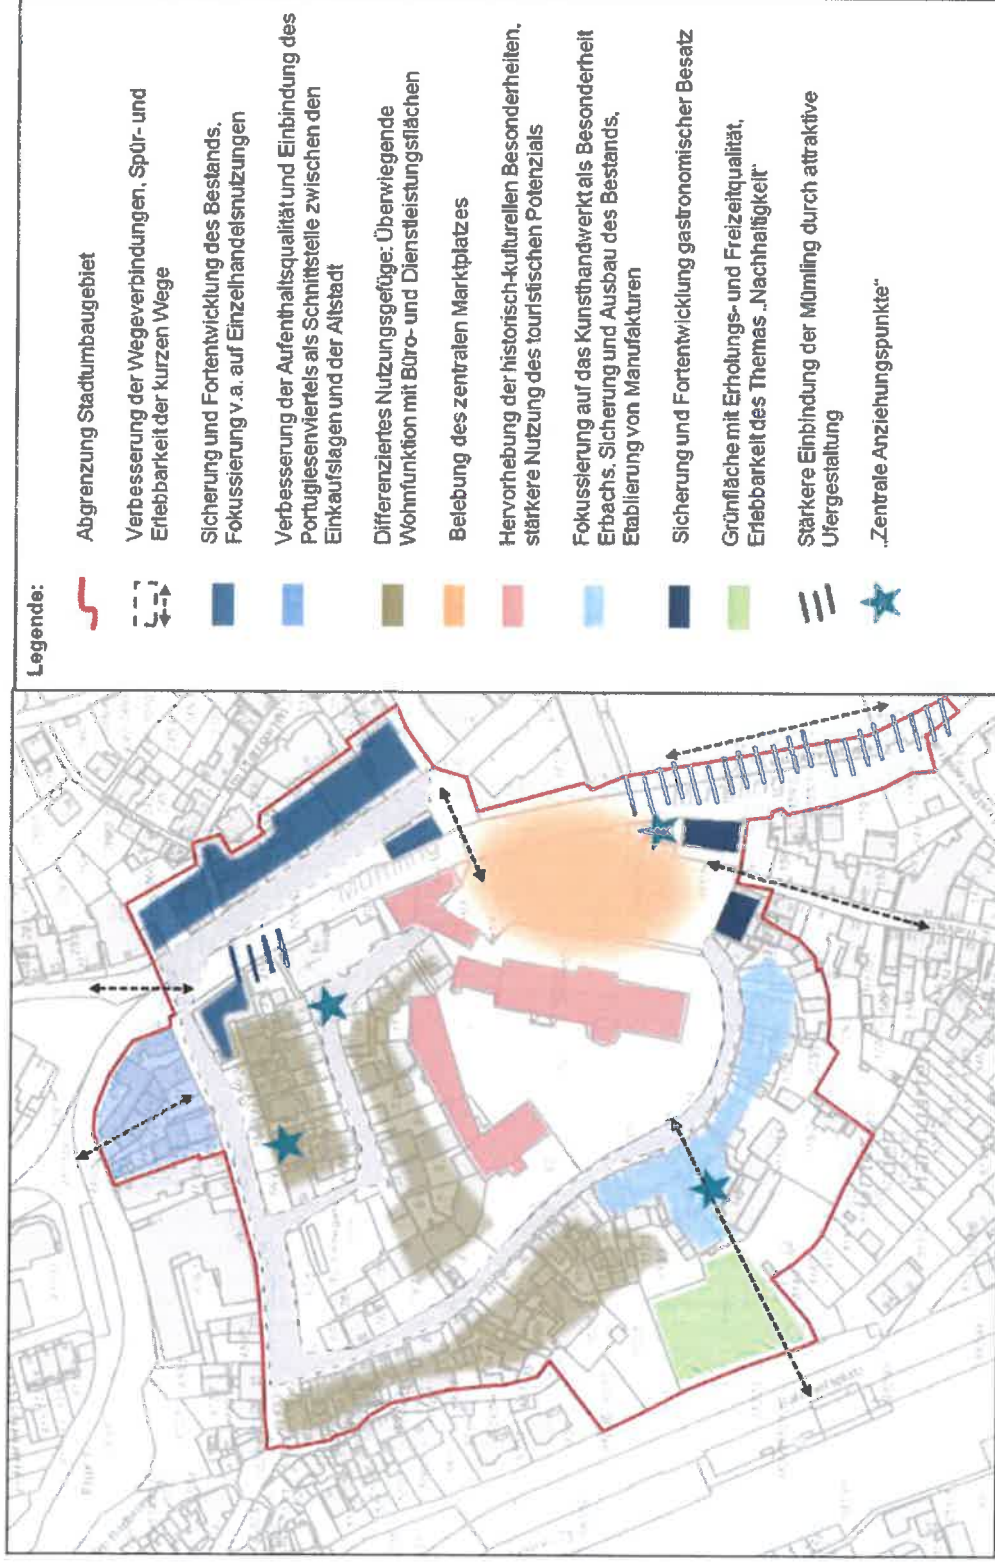 Legende:
Abgrenzung Stadtumbaugebiet
Verbesserung der Wegeverbindungen, Spür- und
Erlebbarkeit der kurzen Wege
Sicherung und Fortentwicklung des Bestands.
Fokussierung v.a. auf Einzelhandelsnutzungen
Verbesserung der Aufenthaltsqualität und Einbindung des
Portugiesenviertels als Schnittstelle zwischen den
Einkaufslagen und der Altstadt
Differenziertes Nutzungsgefüge: Überwiegende
Wohnfunktion mit Büro- und Dienstleistungsflächen
Belebung des zentralen Marktplatzes
Hervorhebung der historisch-kulturellen Besonderheiten,
stärkere Nutzung des touristischen Potenzials
Fokussierung auf das Kunsthandwerk als Besonderheit
Erbachs. Sicherung und Ausbau des Bestands,
Etablierung von Manufakturen
Sicherung und Fortentwicklung gastronomischer Besatz
Grünfläche mit Erholungs- und Freizeitqualität,
Erlebbarkeit des Themas „Nachhaltigkeit"
Stärkere Einbindung der Mümling durch attraktive
Ufergestaltung
„Zentrale Anziehungspunkte"
Mümling